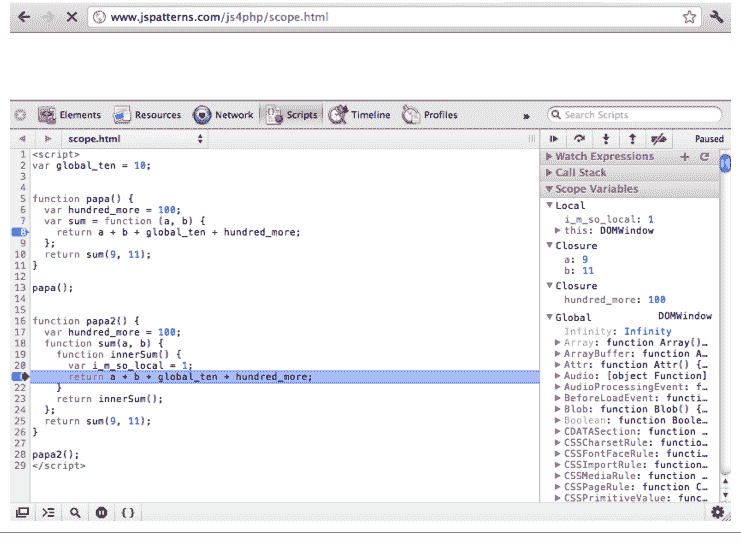 www.jspatterns.com/js4php/scope.html
Elements Resources Network Scripts Timeline Profiles » Search Scripts
scope.html Paused
1 <script>
2 var global_ten = 10;
3
4
5 function papa() {
6 var hundred_more = 100;
7 var sum = function (a, b) {
8 return a + b + global_ten + hundred_more;
9 };
10 return sum(9, 11);
11 }
12
13 papa();
14
15
16 function papa2() {
17 var hundred_more = 100;
18 function sum(a, b) {
19 function innerSum() {
20 var i_m_so_local = 1;
return a + b + global_ten + hundred_more;
22 }
23 return innerSum();
24 };
25 return sum(9, 11);
26 }
27
28 papa2();
29 </script>
Watch Expressions +
Call Stack
Scope Variables
Local
i_m_so_local: 1
this: DOMWindow
Closure
a: 9
b: 11
Closure
hundred_more: 100
Global DOMWindow
Infinity: Infinity
Array: function Array()…
ArrayBuffer: function A…
Attr: function Attr() {…
Audio: [object Function]
AudioProcessingEvent: f…
BeforeLoadEvent: functi…
Blob: function Blob() {…
Boolean: function Boole…
CDATASection: function …
CSSCharsetRule: functio…
CSSFontFaceRule: functi…
CSSImportRule: function…
CSSMediaRule: function …
CSSPageRule: function C…
CSSPrimitiveValue: func…
{}